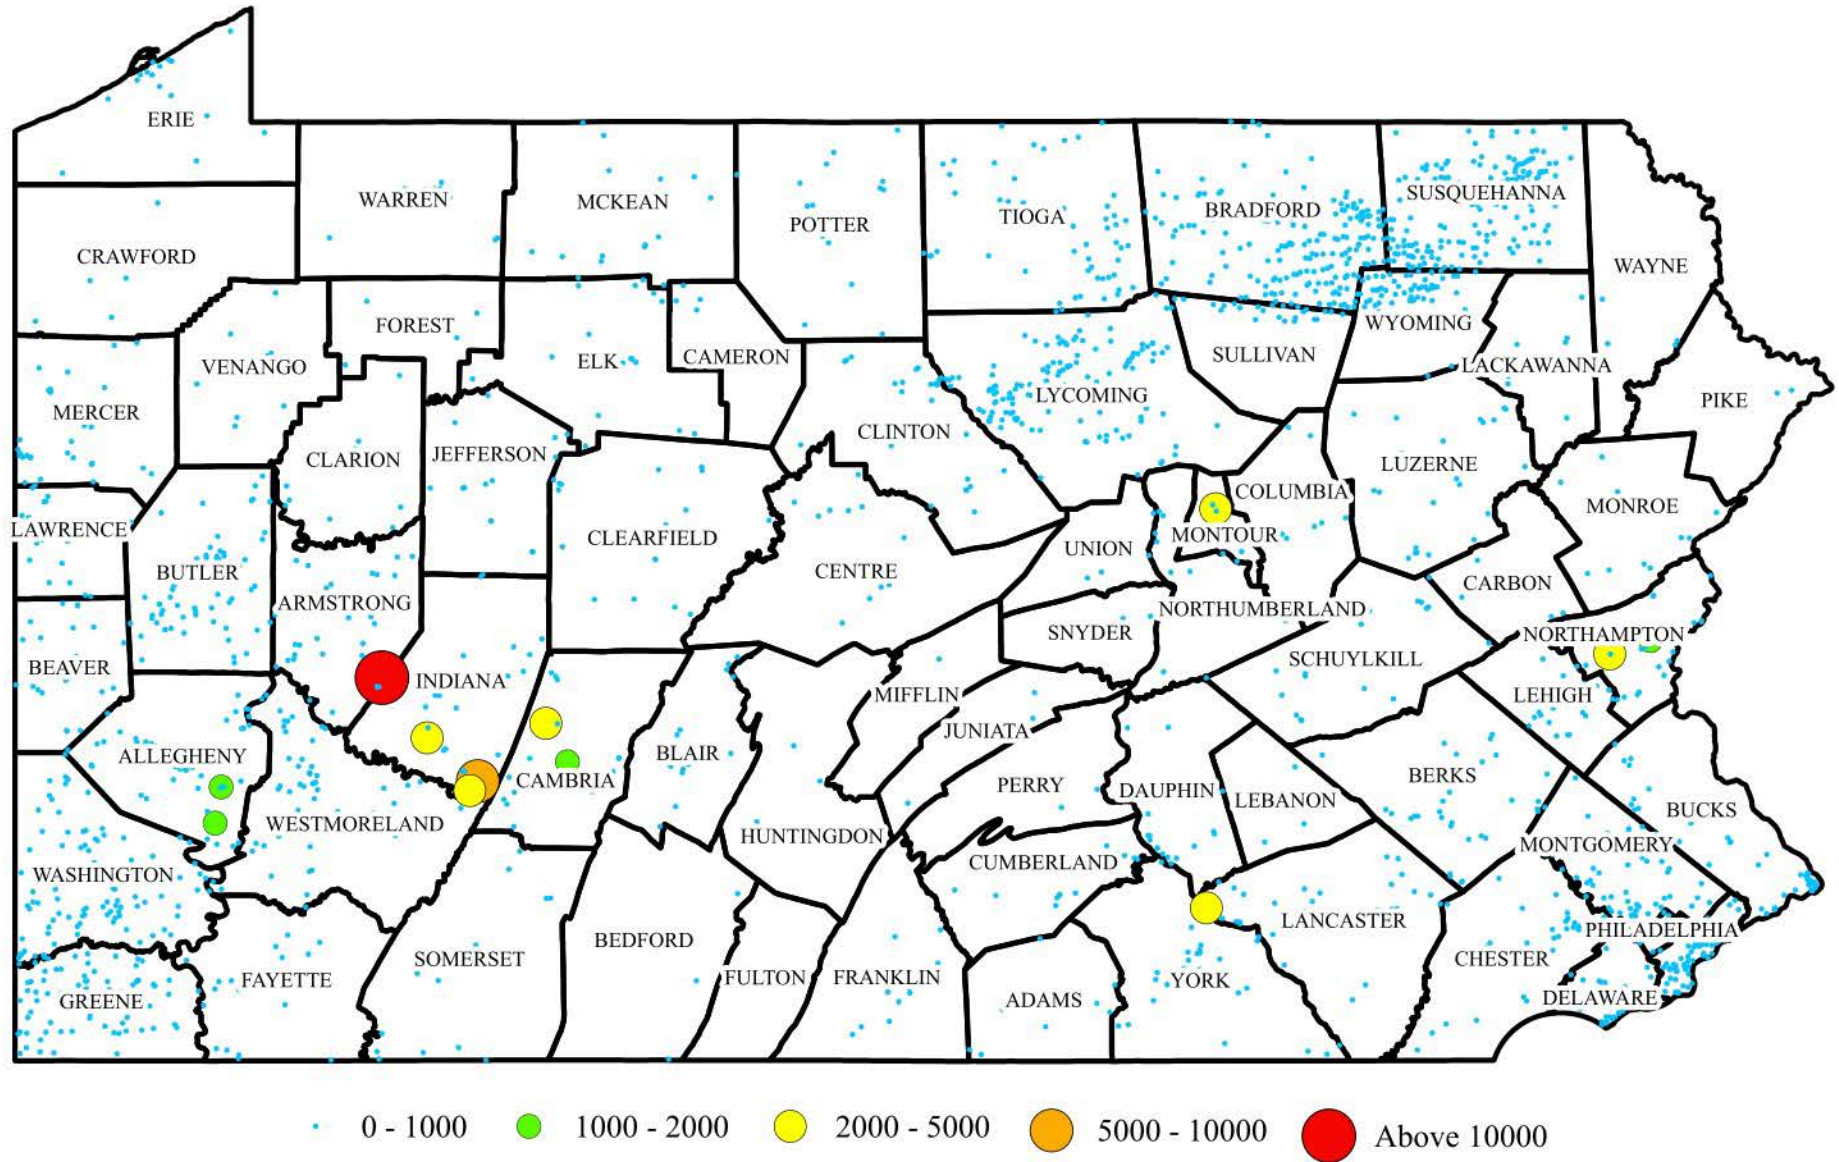 ERIE
WARREN
MCKEAN
POTTER
TIOGA
BRADFORD
SUSQUEHANNA
CRAWFORD
WAYNE
FOREST
VENANGO
ELK
CAMERON
SULLIVAN
WYOMING
LACKAWANNA
MERCER
LYCOMING
PIKE
CLARION
JEFFERSON
CLINTON
LUZERNE
COLUMBIA
MONROE
LAWRENCE
CLEARFIELD
MONTOUR
UNION
BUTLER
CENTRE
CARBON
ARMSTRONG
NORTHUMBERLAND
SNYDER
NORTHAMPTON
BEAVER
INDIANA
SCHUYLKILL
MIFFLIN
LEHIGH
JUNIATA
ALLEGHENY
BLAIR
CAMBRIA
PERRY
DAUPHIN
LEBANON
BERKS
BUCKS
WESTMORELAND
HUNTINGDON
MONTGOMERY
CUMBERLAND
WASHINGTON
LANCASTER
PHILADELPHIA
BEDFORD
SOMERSET
CHESTER
FULTON
FRANKLIN
YORK
FAYETTE
GREENE
ADAMS
DELAWARE
0 - 1000 1000 - 2000 2000 - 5000 5000 - 10000 Above 10000